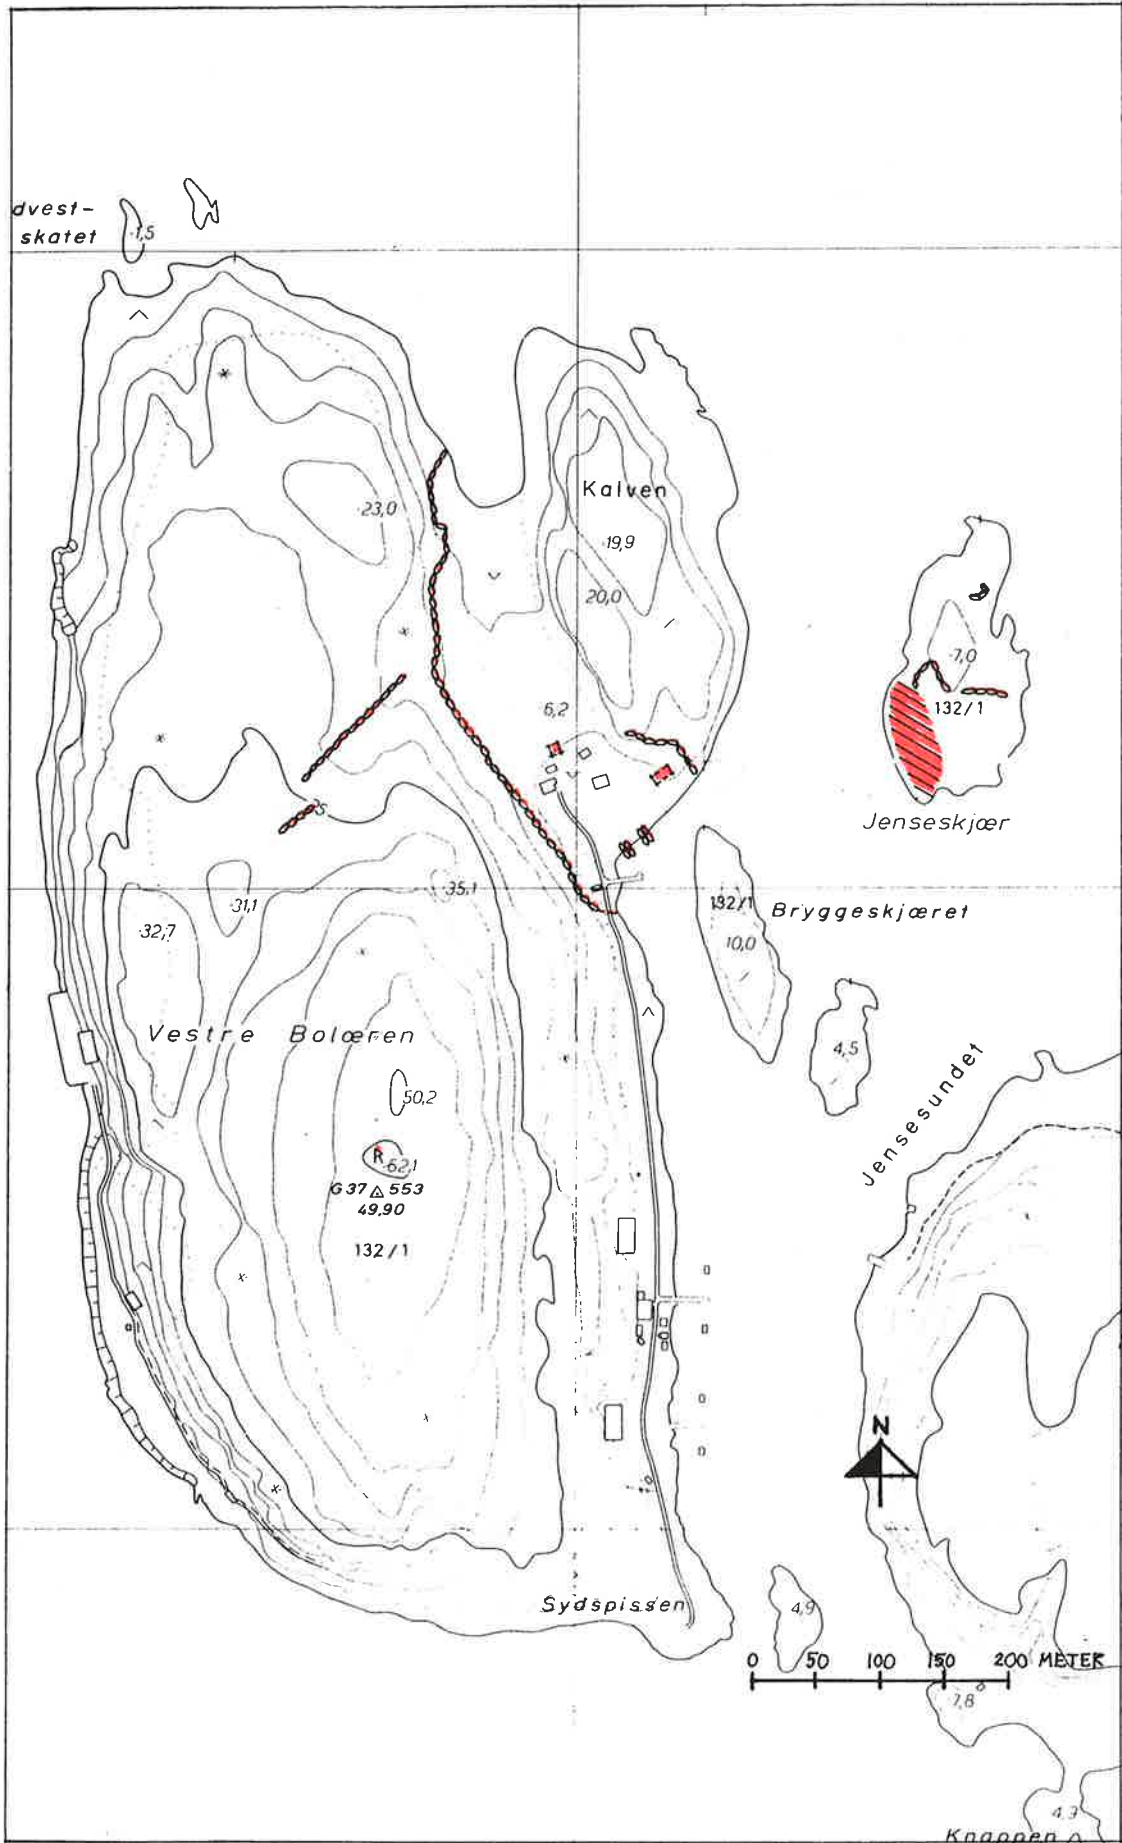 dvest-
skatet
1,5
23,0
Kalven
19,9
20,0
7,0
132/1
6,2
Jenseskjær
35,1
31,1
32,7
132/1
Bryggeskjæret
10,0
Vestre Bolæren
4,5
Jensesundet
50,2
R
62,1
G37 553
49,90
132/1
N
Sydspissen
4,9
0 50 100 150 200 METER
7,8
4,3
Knappen